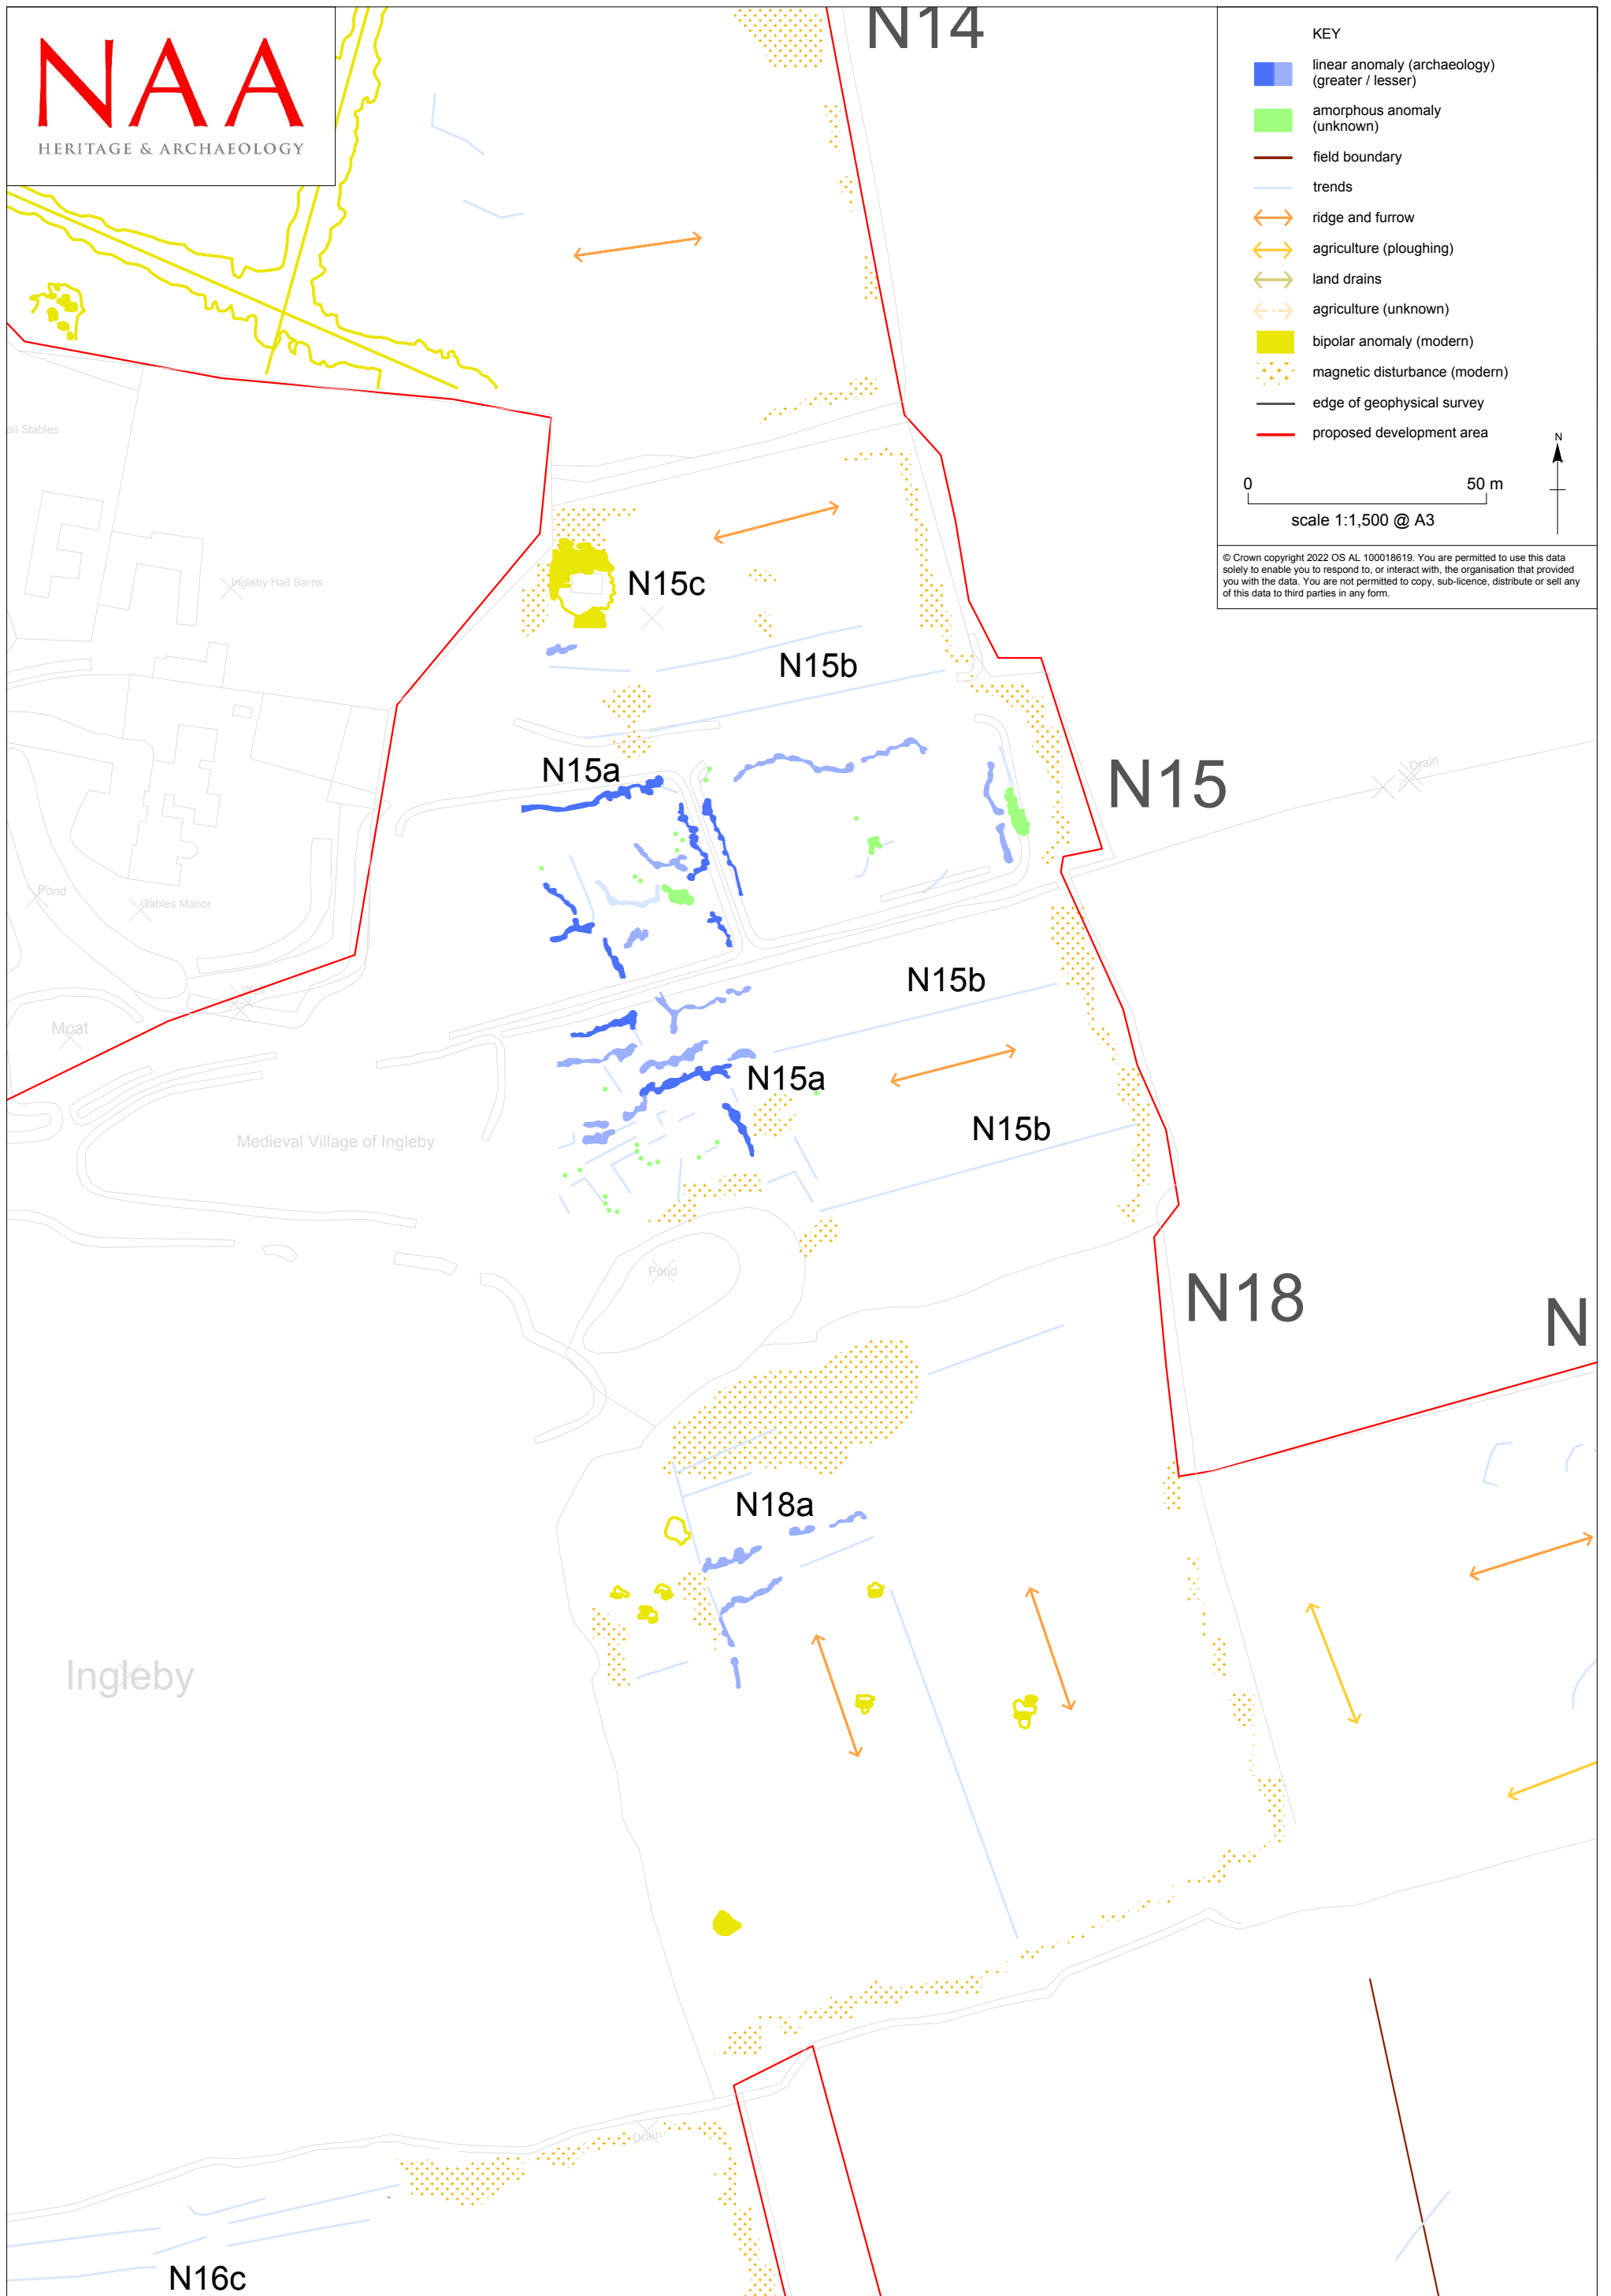 NAA
HERITAGE & ARCHAEOLOGY
N14
KEY
linear anomaly (archaeology)
(greater / lesser)
amorphous anomaly
(unknown)
field boundary
trends
ridge and furrow
agriculture (ploughing)
land drains
agriculture (unknown)
bipolar anomaly (modern)
magnetic disturbance (modern)
edge of geophysical survey
proposed development area
N
0 50 m
scale 1:1,500 @ A3
© Crown copyright 2022 OS AL 100018619. You are permitted to use this data
solely to enable you to respond to, or interact with, the organisation that provided
you with the data. You are not permitted to copy, sub-licence, distribute or sell any
of this data to third parties in any form.
all Stables
Ingleby Hall Barns
N15c
N15b
N15a
N15
Drain
Pond
Gables Manor
N15b
Moat
N15a
Medieval Village of Ingleby
N15b
Pond
N18
N
N18a
Ingleby
Drain
N16c